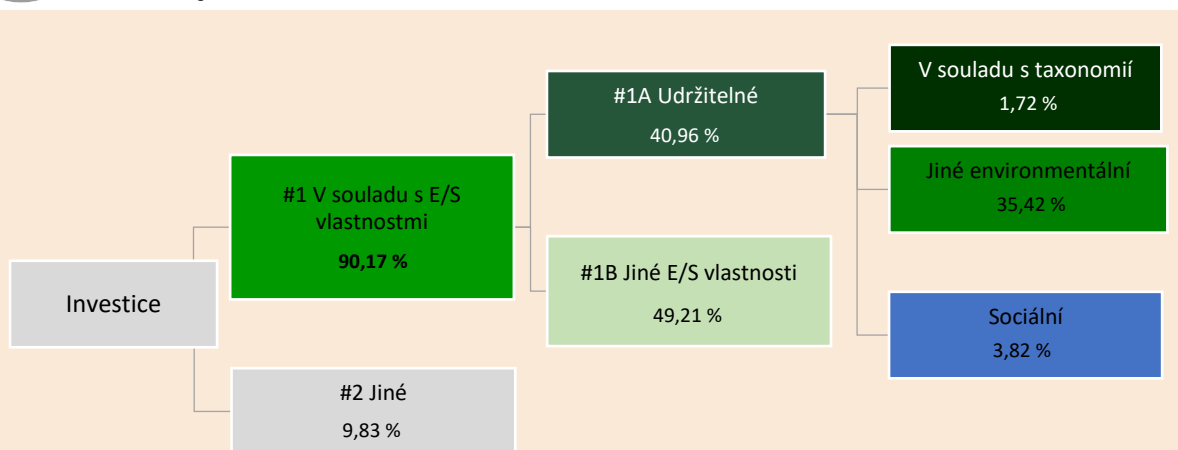 Investice
#1 V souladu s E/S
vlastnostmi
90,17 %
#2 Jiné
9,83 %
#1A Udržitelné
40,96 %
#1B Jiné E/S vlastnosti
49,21 %
V souladu s taxonomií
1,72 %
Jiné environmentální
35,42 %
Sociální
3,82 %